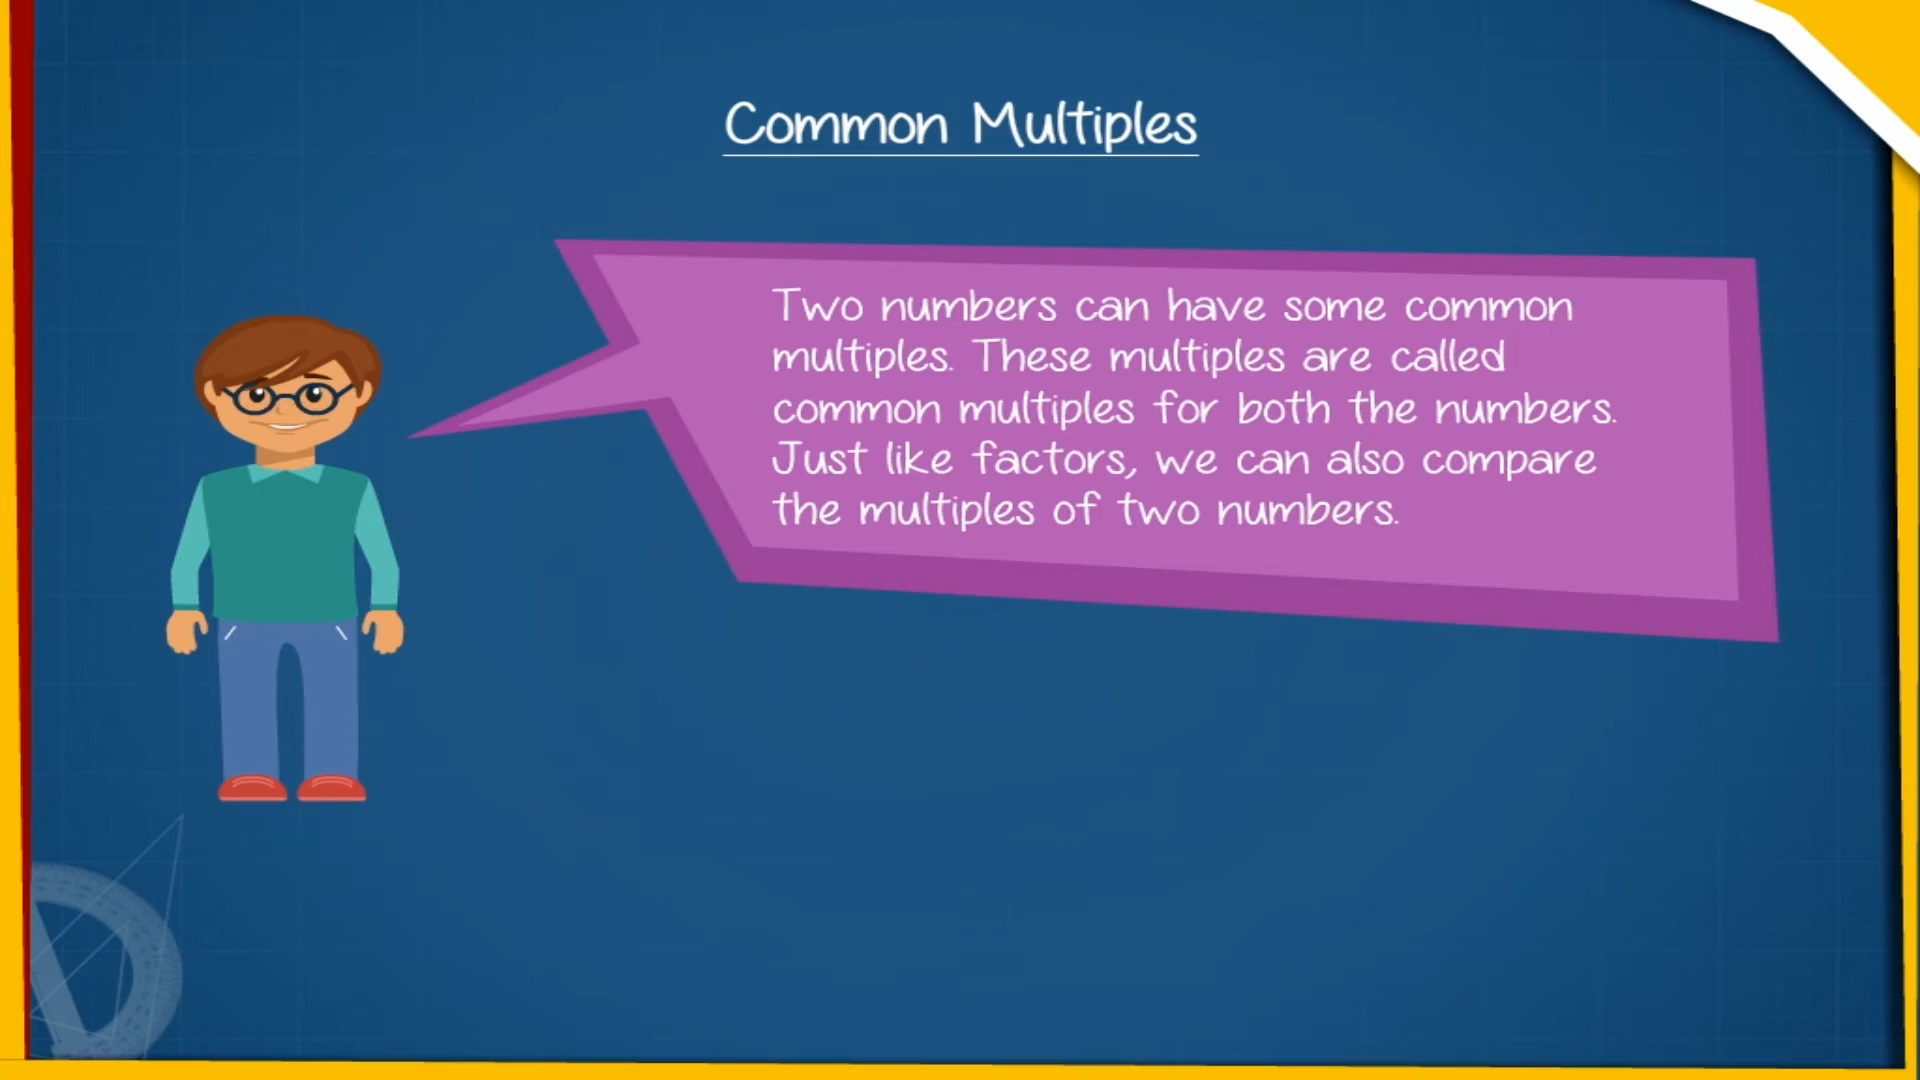 Common Multiples
Two numbers can have some common
multiples. These multiples are called
common multiples for both the numbers.
Just like factors, we can also compare
the multiples of two numbers.